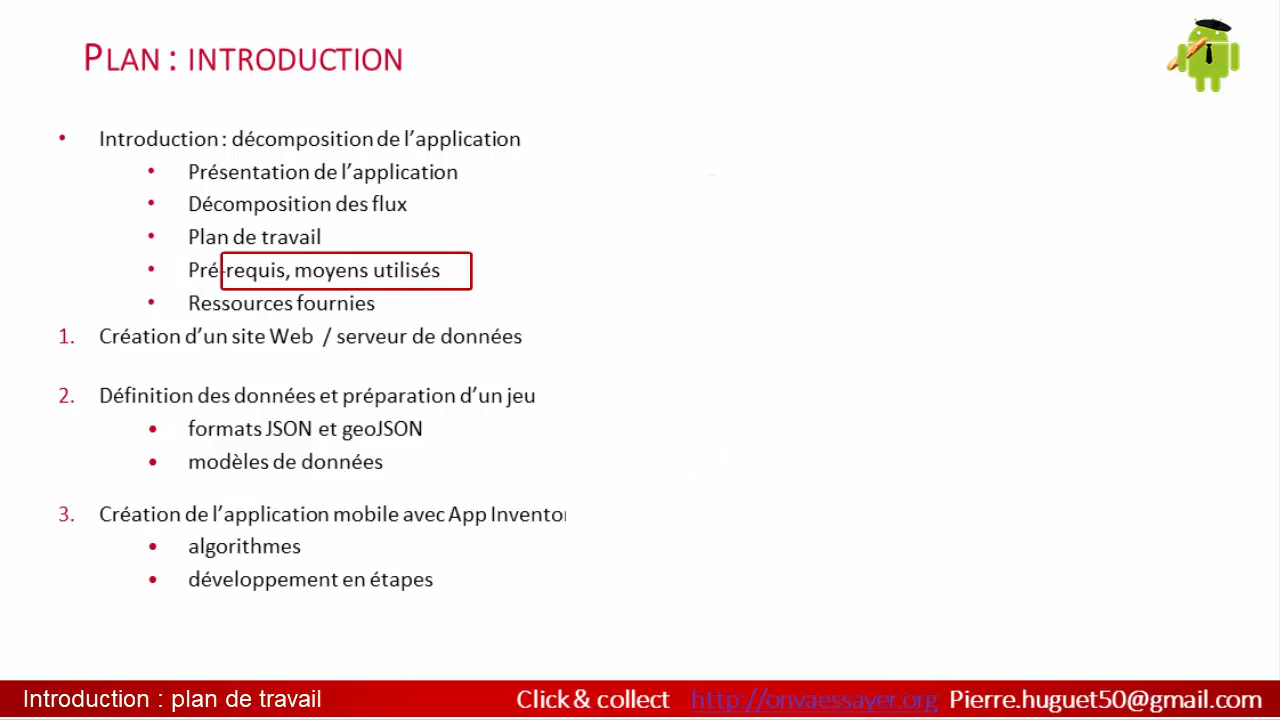 PLAN : INTRODUCTION
• Introduction : décomposition de l’application
• Présentation de l’application
• Décomposition des flux
• Plan de travail
• Pré-requis, moyens utilisés
• Ressources fournies
1. Création d’un site Web / serveur de données
2. Définition des données et préparation d’un jeu
• formats JSON et geoJSON
• modèles de données
3. Création de l’application mobile avec App Inventor
• algorithmes
• développement en étapes
Introduction : plan de travail Click & collect http://onvaessayer.org Pierre.huguet50@gmail.com